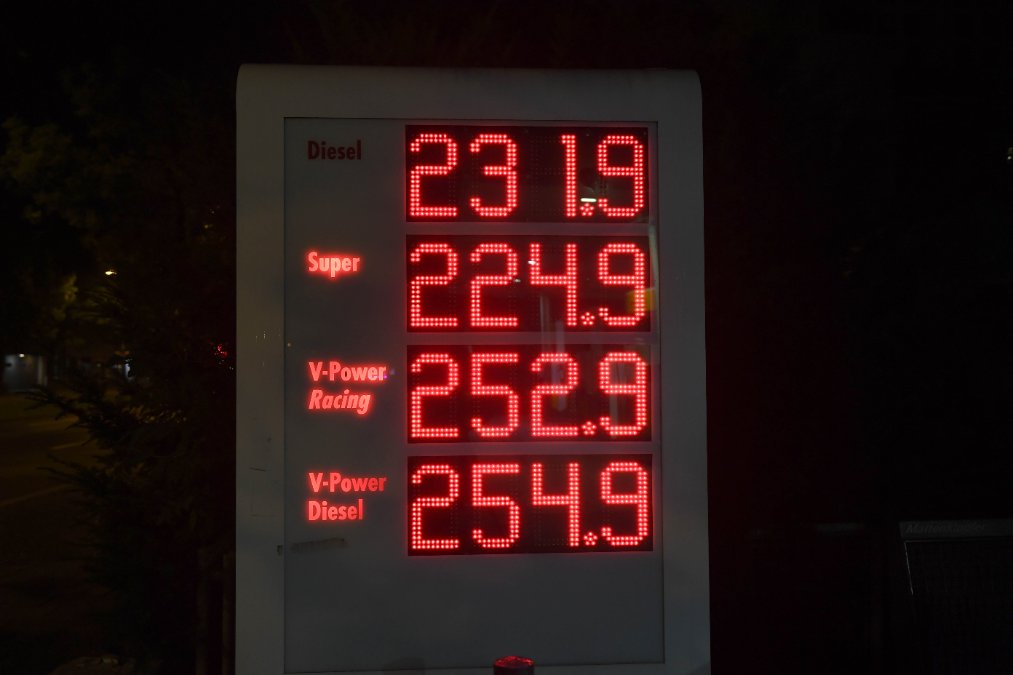 Diesel 231.9
Super 224.9
V-Power
Racing 252.9
V-Power
Diesel 254.9